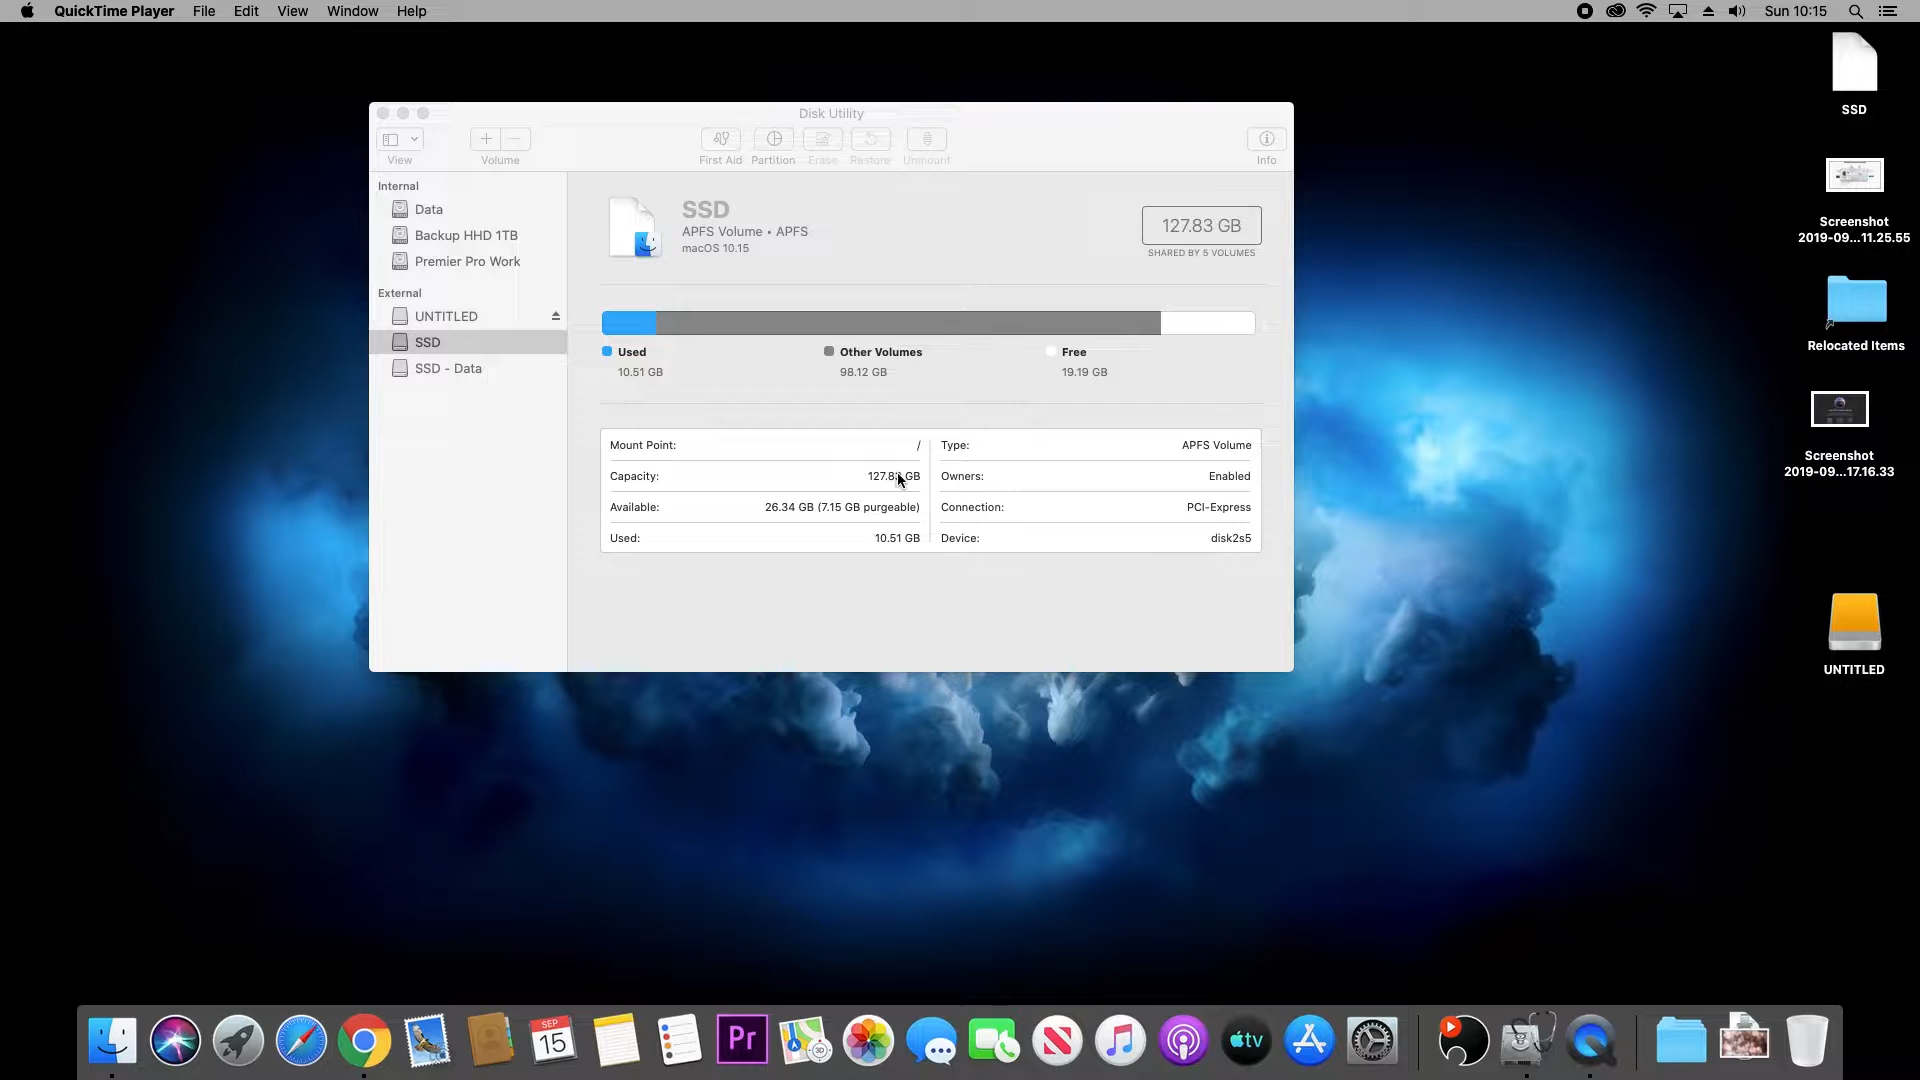 QuickTime Player File Edit View Window Help
Sun 10:15
Disk Utility
View
Volume
First Aid Partition Erase Restore Unmount
Info
Internal
Data
Backup HHD 1TB
Premier Pro Work
External
UNTITLED
SSD
SSD - Data
SSD
APFS Volume • APFS
macOS 10.15
127.83 GB
SHARED BY 5 VOLUMES
Used
10.51 GB
Other Volumes
98.12 GB
Free
19.19 GB
Mount Point: /
Capacity: 127.83 GB
Available: 26.34 GB (7.15 GB purgeable)
Used: 10.51 GB
Type: APFS Volume
Owners: Enabled
Connection: PCI-Express
Device: disk2s5
SSD
Screenshot
2019-09...11.25.55
Relocated Items
Screenshot
2019-09...17.16.33
UNTITLED
SEP
15
Pr
3D
tv